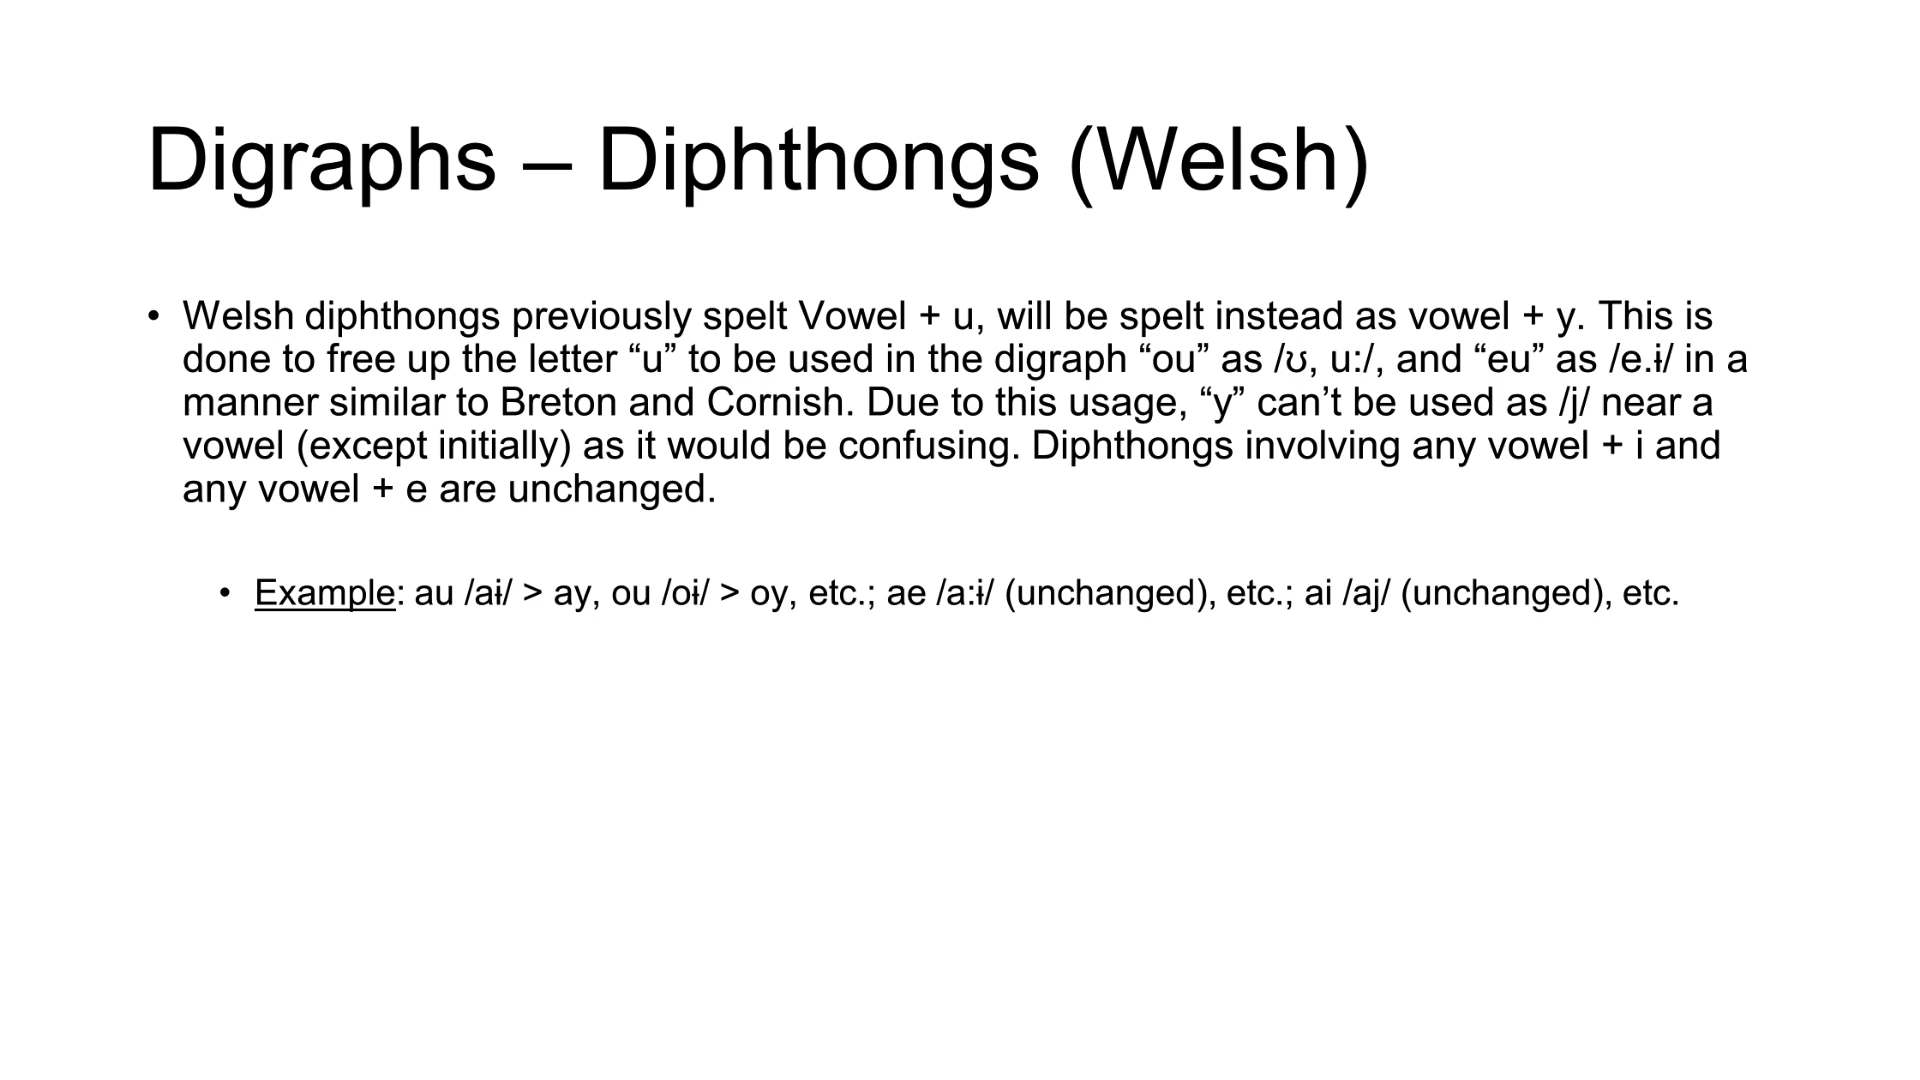 Digraphs – Diphthongs (Welsh)
• Welsh diphthongs previously spelt Vowel + u, will be spelt instead as vowel + y. This is
done to free up the letter “u” to be used in the digraph “ou” as /ʊ, u:/, and “eu” as /e.ɨ/ in a
manner similar to Breton and Cornish. Due to this usage, “y” can’t be used as /j/ near a
vowel (except initially) as it would be confusing. Diphthongs involving any vowel + i and
any vowel + e are unchanged.
• Example: au /aɨ/ > ay, ou /oɨ/ > oy, etc.; ae /a:ɨ/ (unchanged), etc.; ai /aj/ (unchanged), etc.